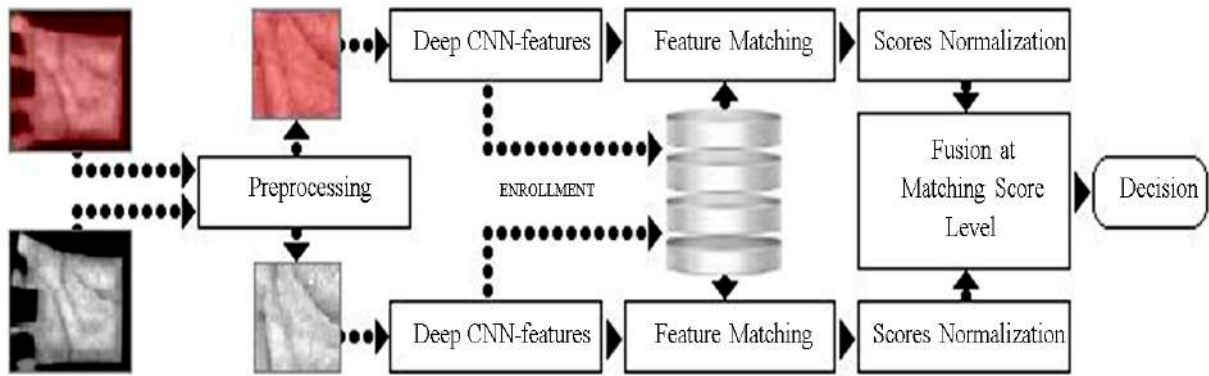 Deep CNN-features
Feature Matching
Scores Normalization
Preprocessing
ENROLLMENT
Fusion at
Matching Score
Level
Decision
Deep CNN-features
Feature Matching
Scores Normalization